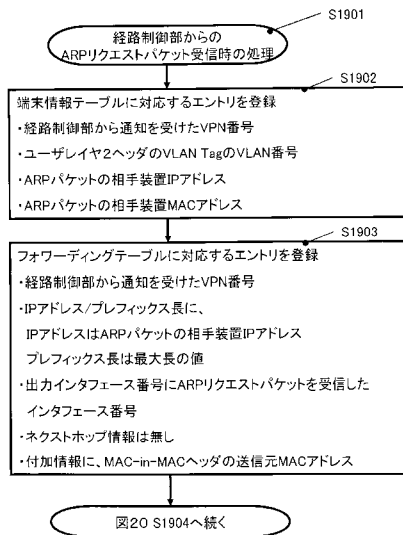 S1901
経路制御部からの
ARPリクエストパケット受信時の処理
S1902
端末情報テーブルに対応するエントリを登録
・経路制御部から通知を受けたVPN番号
・ユーザレイヤ2ヘッダのVLAN TagのVLAN番号
・ARPパケットの相手装置IPアドレス
・ARPパケットの相手装置MACアドレス
S1903
フォワーディングテーブルに対応するエントリを登録
・経路制御部から通知を受けたVPN番号
・IPアドレス/プレフィックス長に、
IPアドレスはARPパケットの相手装置IPアドレス
プレフィックス長は最大長の値
・出力インタフェース番号にARPリクエストパケットを受信した
インタフェース番号
・ネクストホップ情報は無し
・付加情報に、MAC-in-MACヘッダの送信元MACアドレス
図20 S1904へ続く